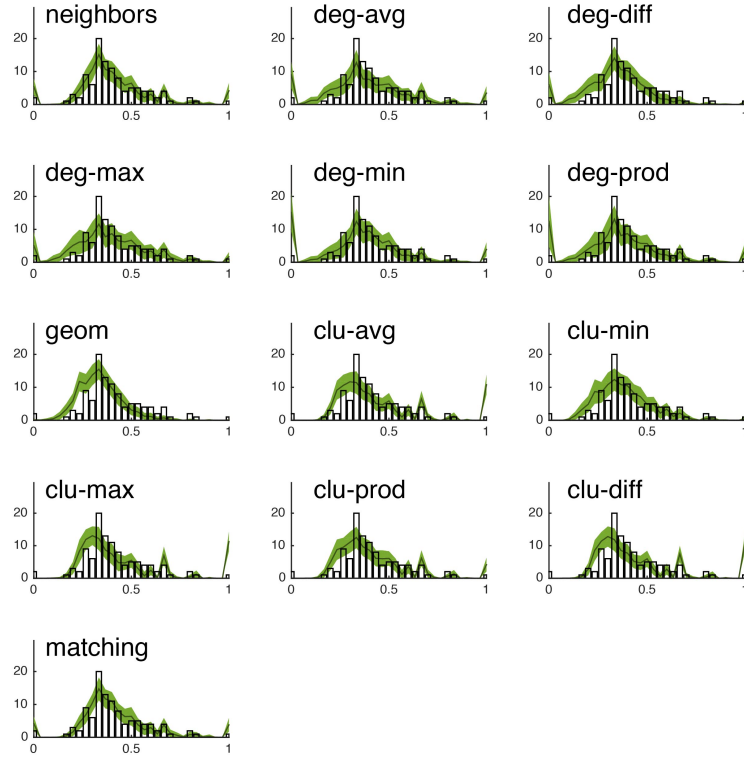 neighbors deg-avg deg-diff
20 20 20
10 10 10
0 0 0
0 0.5 1 0 0.5 1 0 0.5 1
deg-max deg-min deg-prod
20 20 20
10 10 10
0 0 0
0 0.5 1 0 0.5 1 0 0.5 1
geom clu-avg clu-min
20 20 20
10 10 10
0 0 0
0 0.5 1 0 0.5 1 0 0.5 1
clu-max clu-prod clu-diff
20 20 20
10 10 10
0 0 0
0 0.5 1 0 0.5 1 0 0.5 1
matching
20
10
0
0 0.5 1